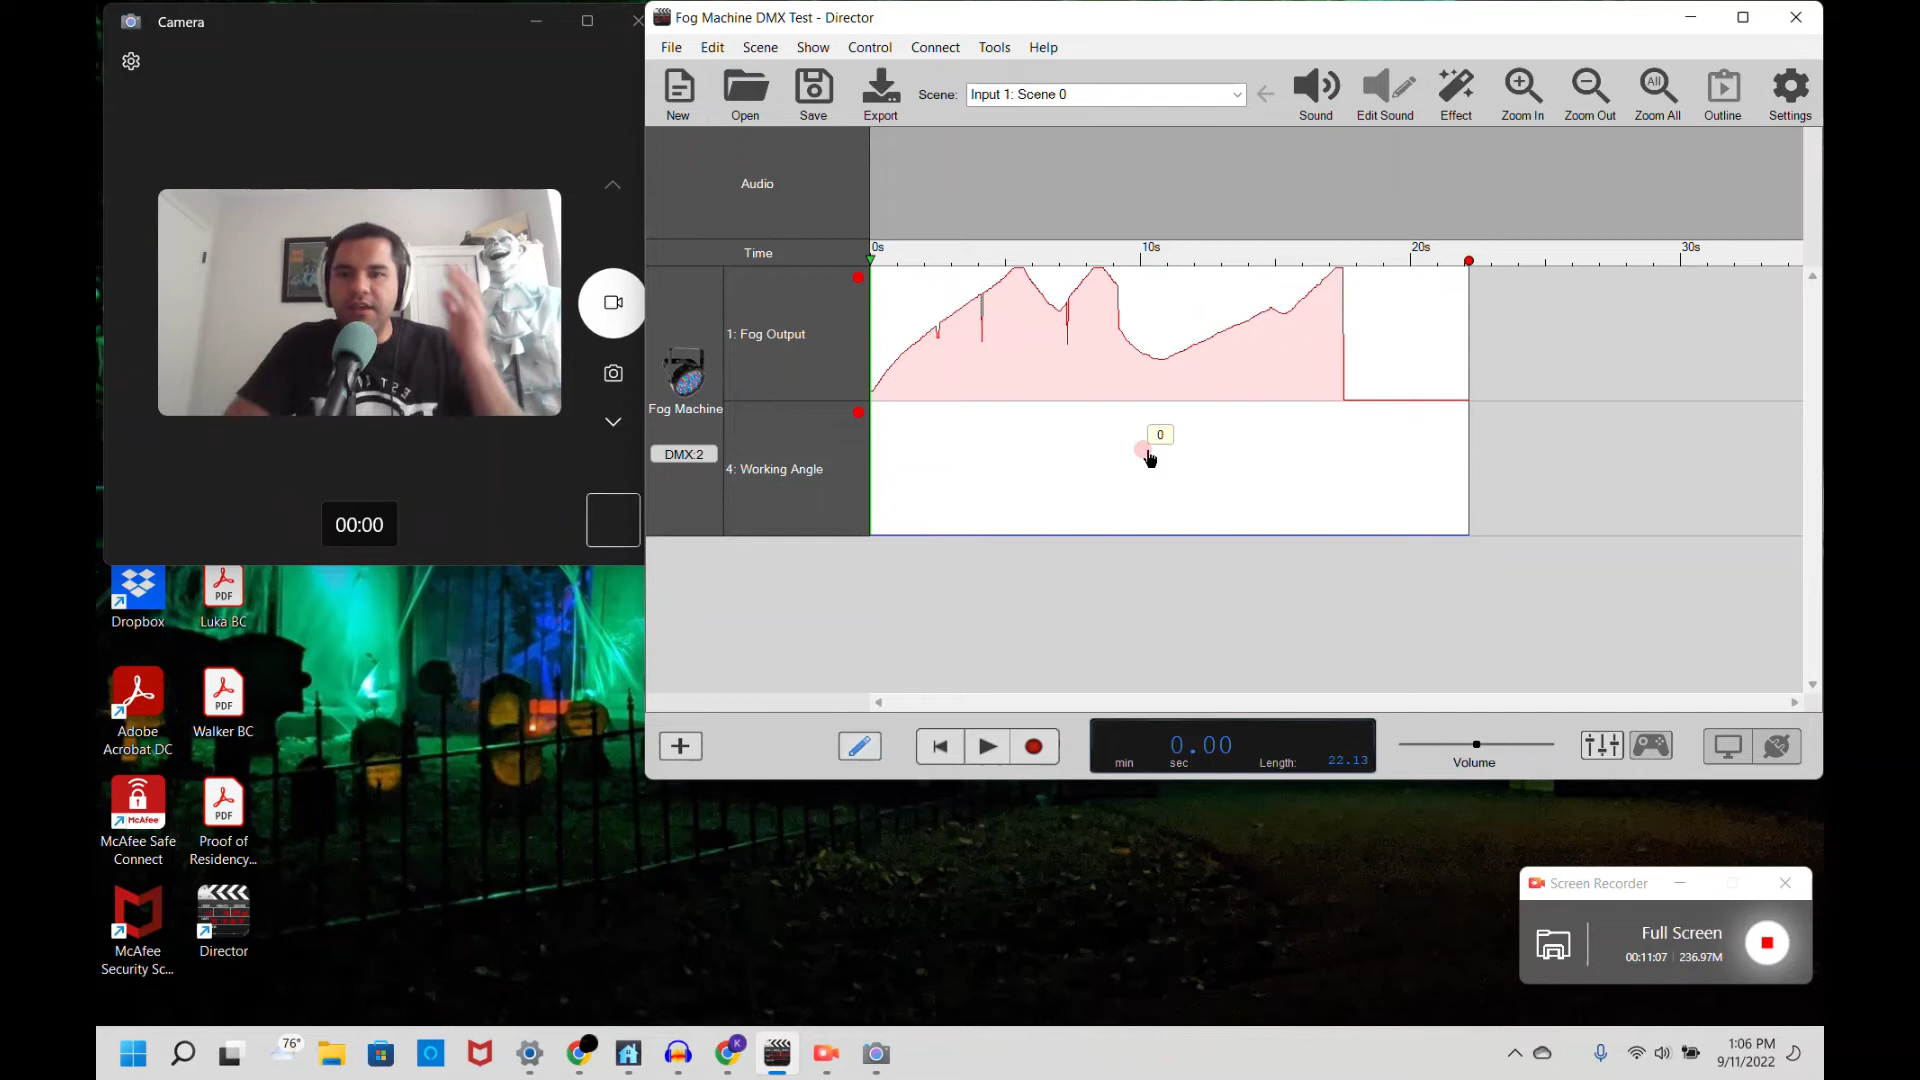 Camera
00:00
Fog Machine DMX Test - Director
File Edit Scene Show Control Connect Tools Help
New Open Save Export Scene: Input 1: Scene 0 Sound Edit Sound Effect Zoom In Zoom Out All Zoom All Outline Settings
Audio
Time 0s 10s 20s 30s
1: Fog Output
Fog Machine
DMX:2
4: Working Angle
0
0.00
min sec Length: 22.13
Volume
Dropbox
PDF
Luka BC
Adobe
Acrobat DC
PDF
Walker BC
McAfee
McAfee Safe
Connect
PDF
Proof of
Residency...
McAfee
Security Sc...
Director
Screen Recorder
Full Screen
00:11:07 236.97M
76°
K
1:06 PM
9/11/2022